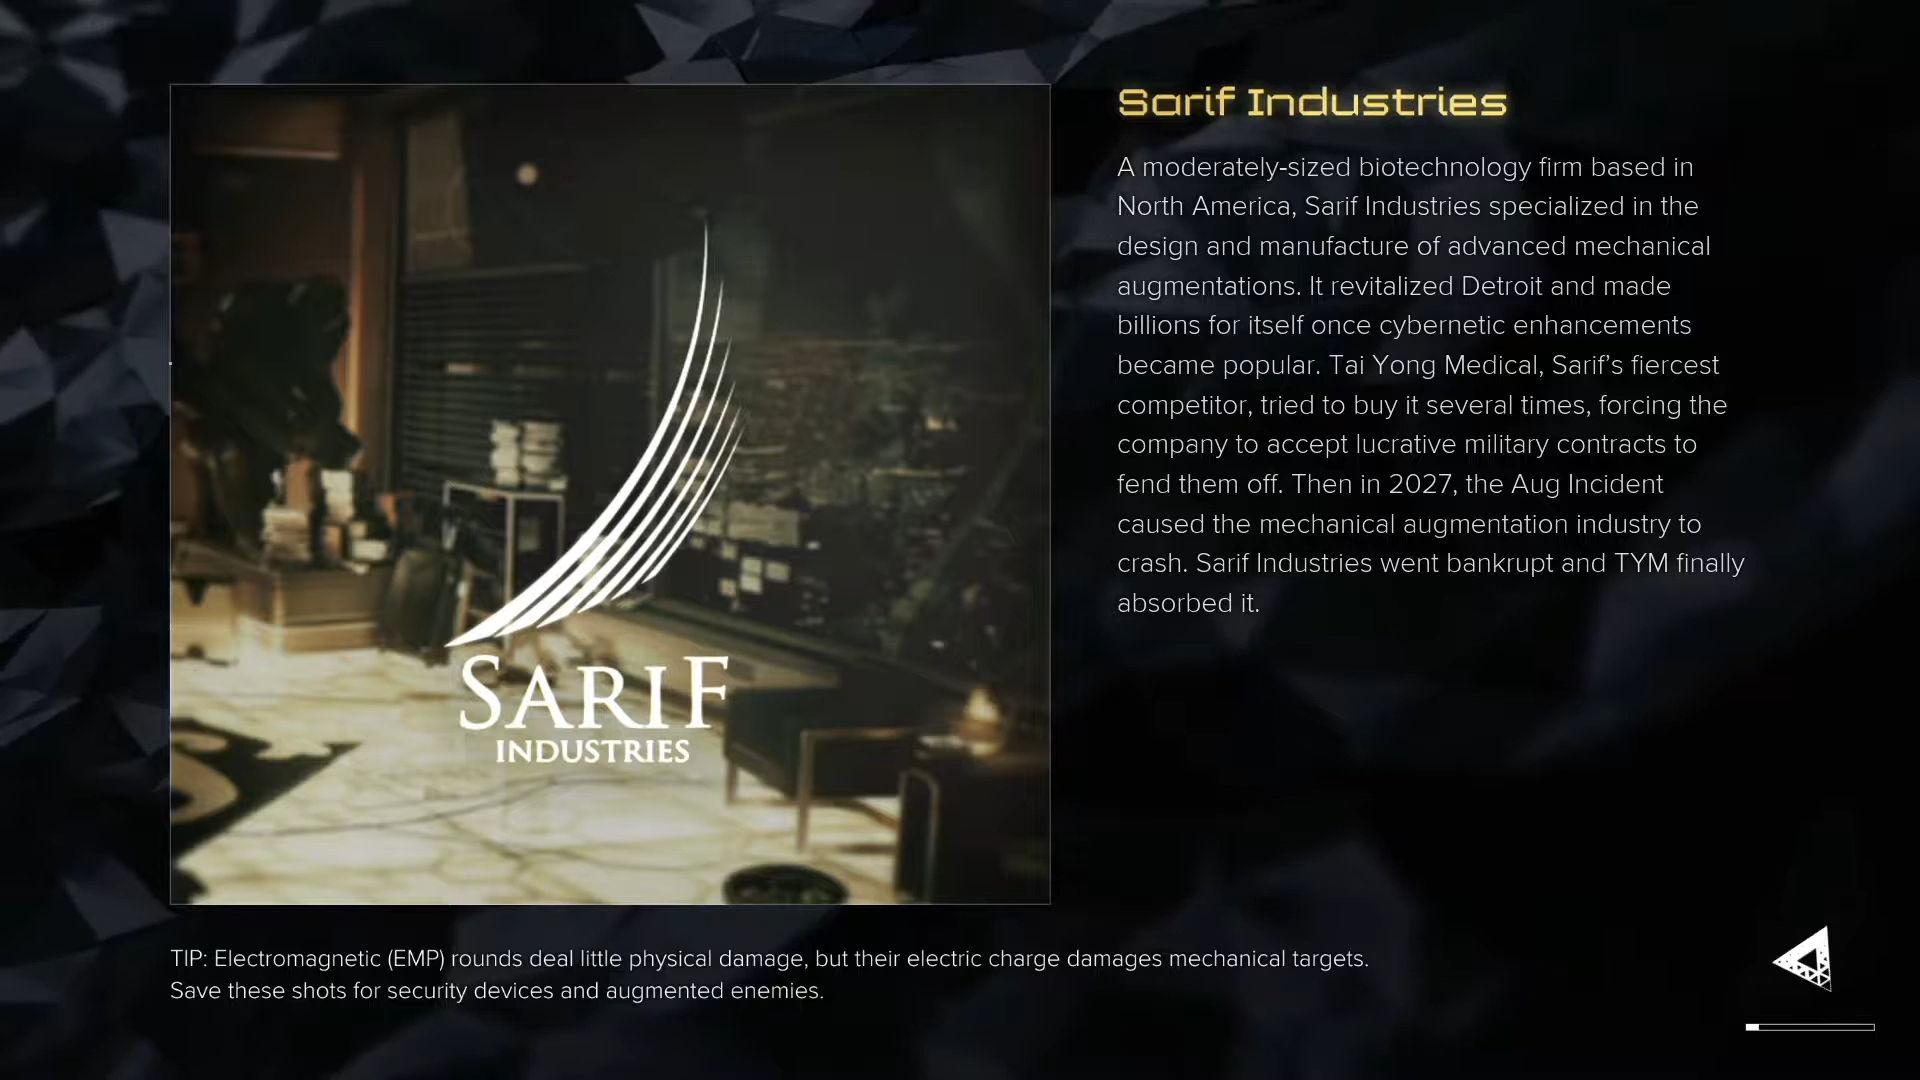 Sarif Industries
A moderately-sized biotechnology firm based in
North America, Sarif Industries specialized in the
design and manufacture of advanced mechanical
augmentations. It revitalized Detroit and made
billions for itself once cybernetic enhancements
became popular. Tai Yong Medical, Sarif's fiercest
competitor, tried to buy it several times, forcing the
company to accept lucrative military contracts to
fend them off. Then in 2027, the Aug Incident
caused the mechanical augmentation industry to
crash. Sarif Industries went bankrupt and TYM finally
absorbed it.
SARIF
INDUSTRIES
TIP: Electromagnetic (EMP) rounds deal little physical damage, but their electric charge damages mechanical targets.
Save these shots for security devices and augmented enemies.